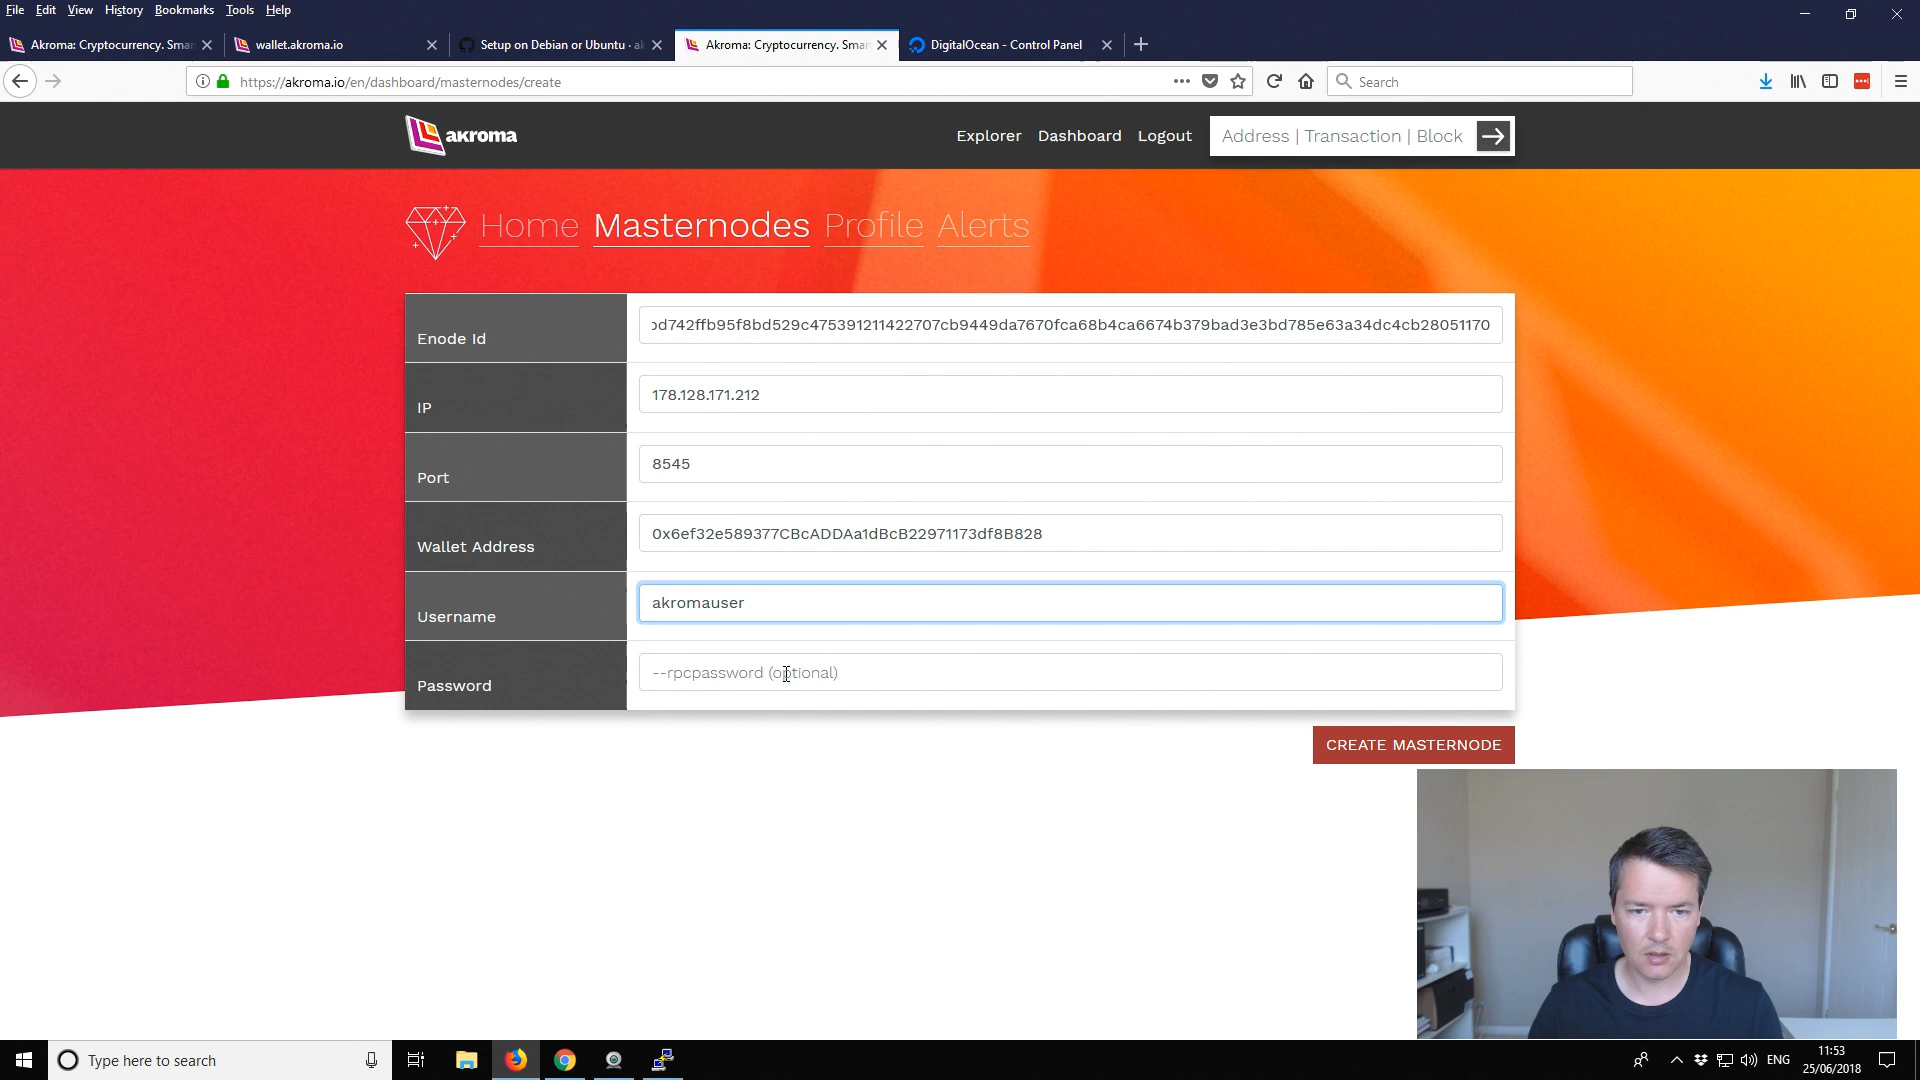 File Edit View History Bookmarks Tools Help
Akroma: Cryptocurrency. Smar
wallet.akroma.io
Setup on Debian or Ubuntu · ak
Akroma: Cryptocurrency. Smar
DigitalOcean - Control Panel
https://akroma.io/en/dashboard/masternodes/create
Search
akroma
Explorer Dashboard Logout
Address | Transaction | Block
Home Masternodes Profile Alerts
Enode Id
bd742ffb95f8bd529c475391211422707cb9449da7670fca68b4ca6674b379bad3e3bd785e63a34dc4cb28051170
IP
178.128.171.212
Port
8545
Wallet Address
0x6ef32e589377CBcADDAa1dBcB22971173df8B828
Username
akromauser
Password
--rpcpassword (optional)
CREATE MASTERNODE
Type here to search
ENG
11:53
25/06/2018